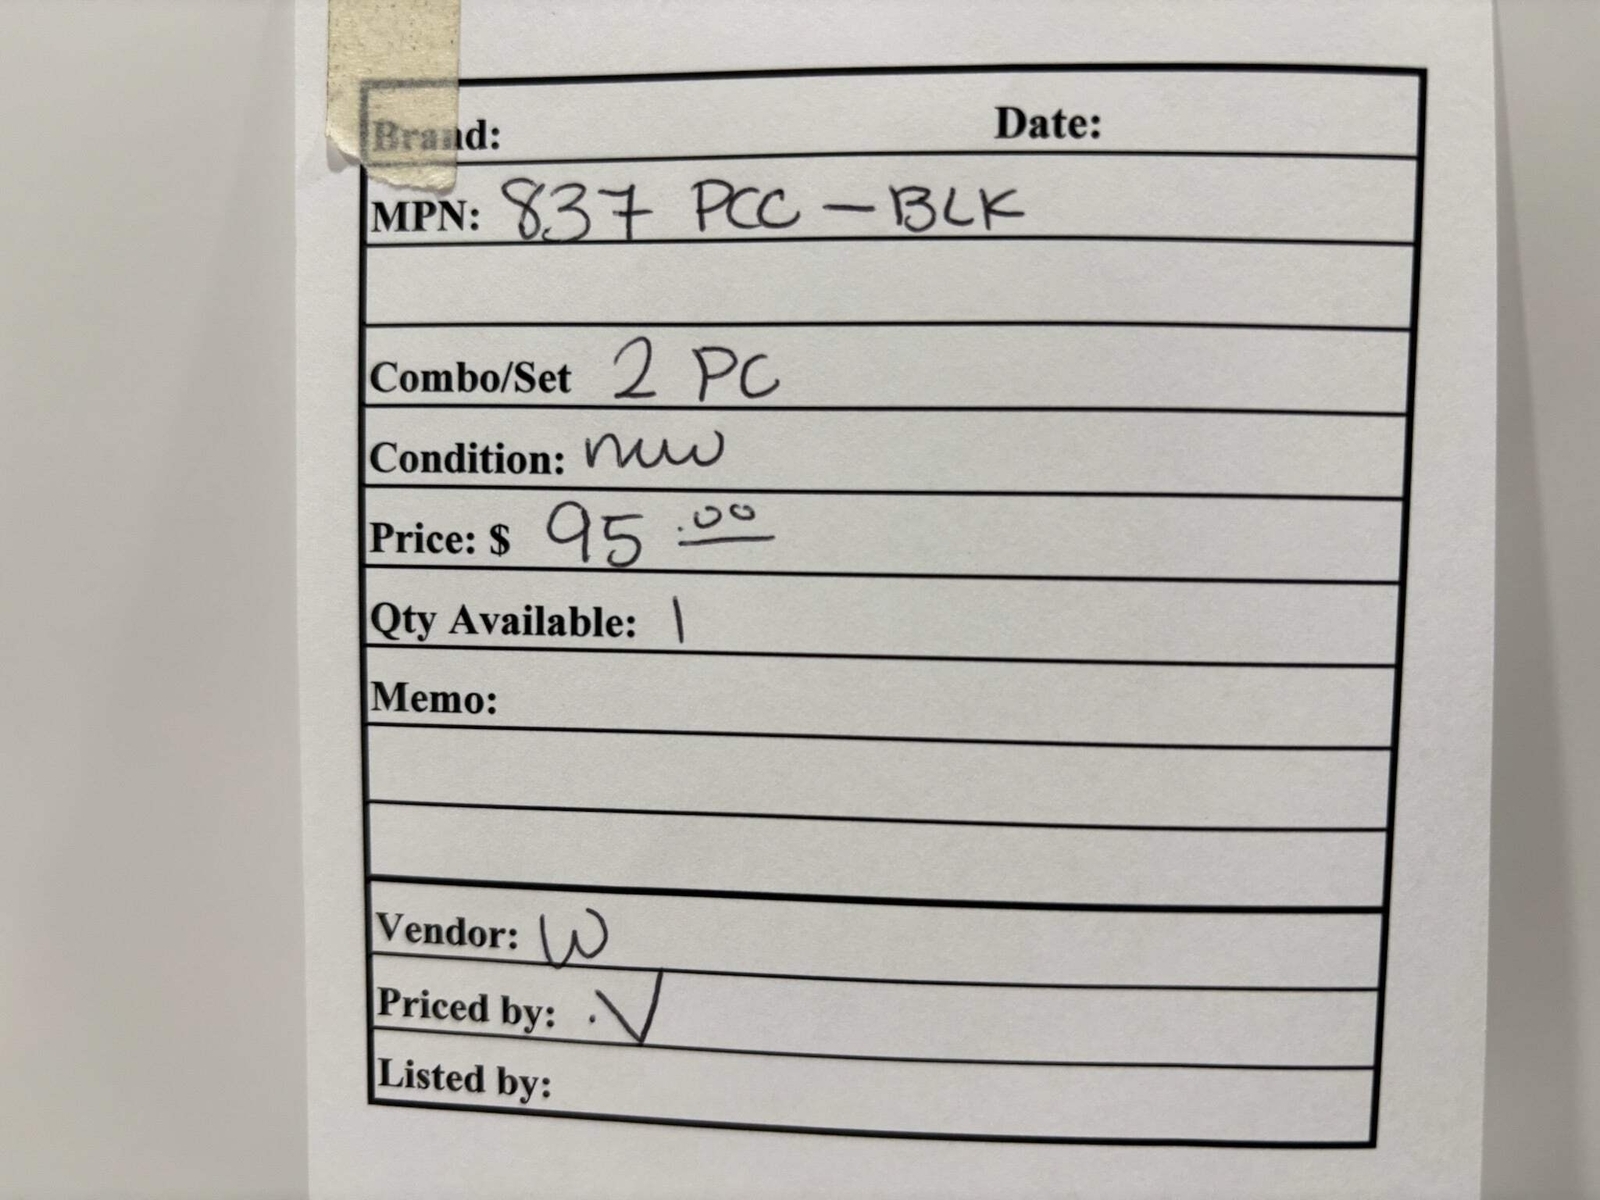 Brand: Date:
MPN: 837 PCC - BLK
Combo/Set 2 PC
Condition: new
Price: $ 95.00
Qty Available: 1
Memo:
Vendor: W
Priced by: .V
Listed by: